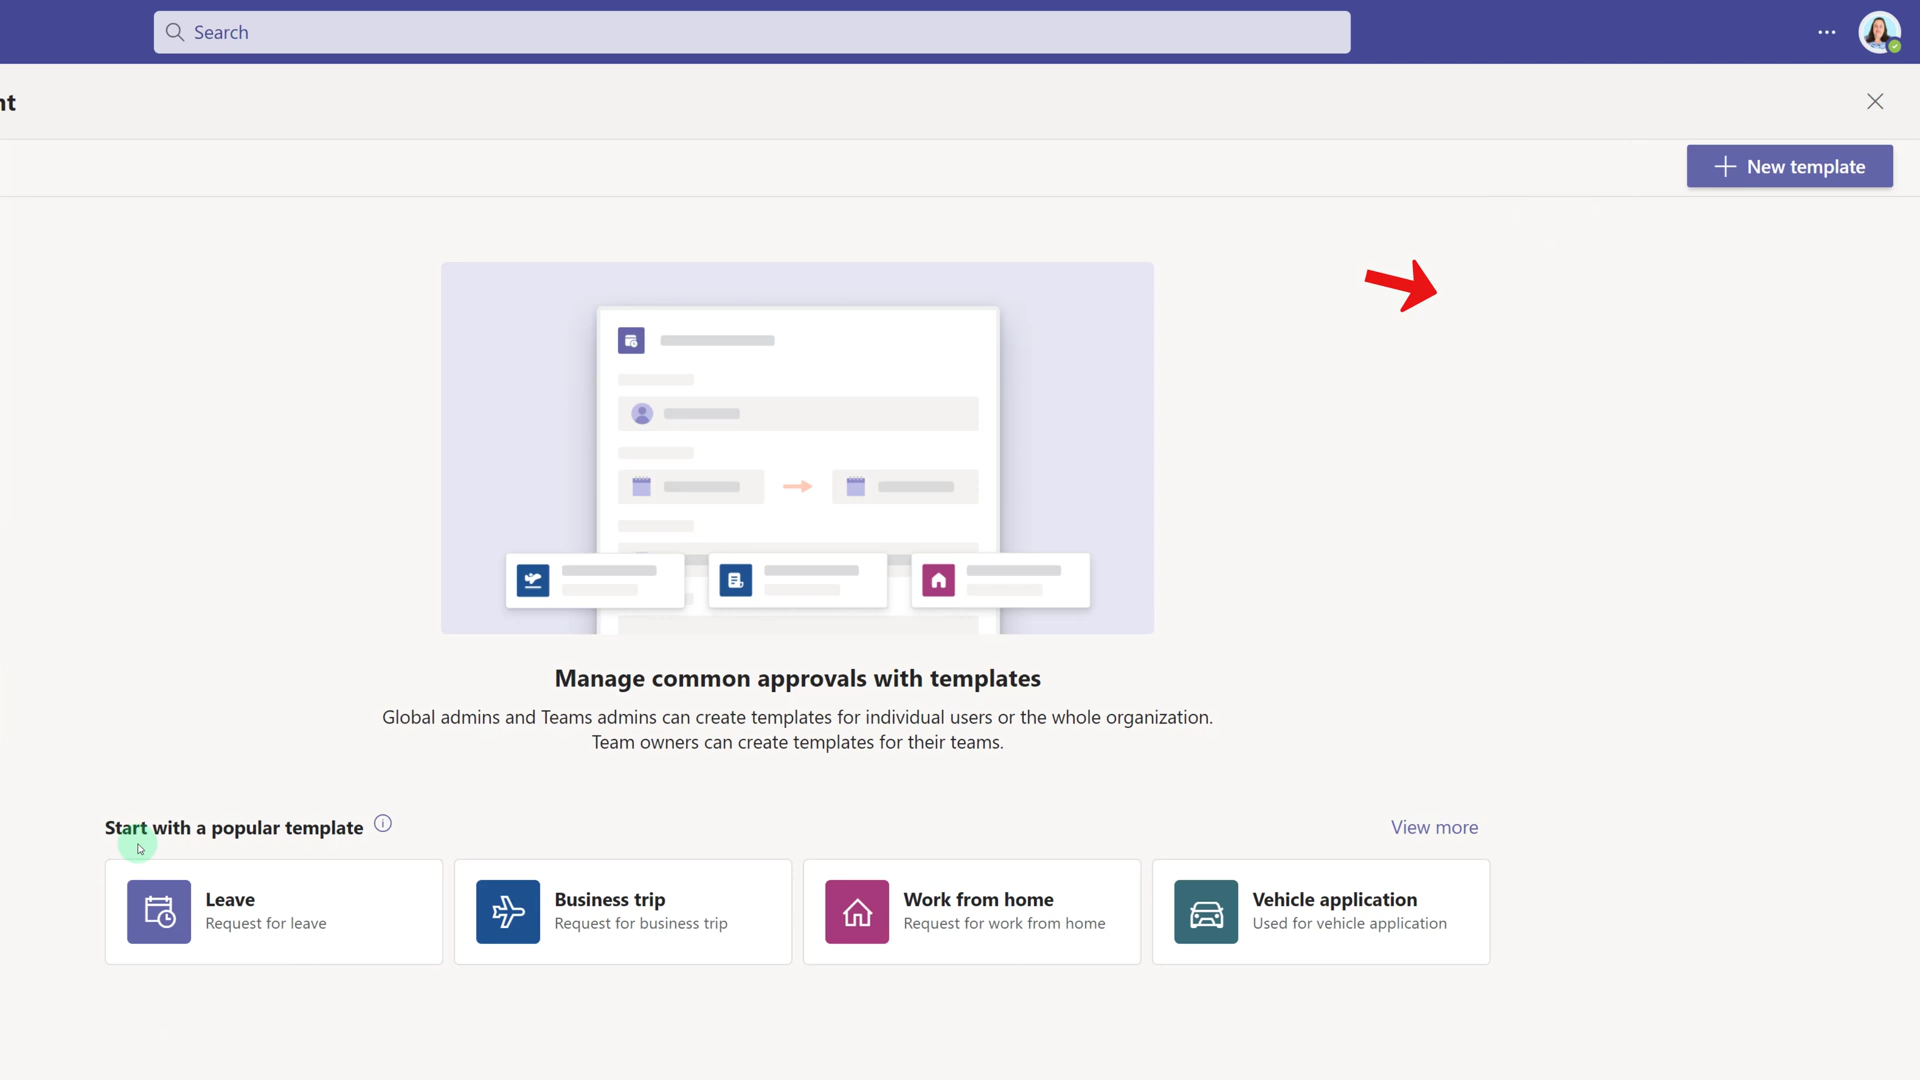 Search
nt
New template
Manage common approvals with templates
Global admins and Teams admins can create templates for individual users or the whole organization.
Team owners can create templates for their teams.
Start with a popular template
View more
Leave
Request for leave
Business trip
Request for business trip
Work from home
Request for work from home
Vehicle application
Used for vehicle application